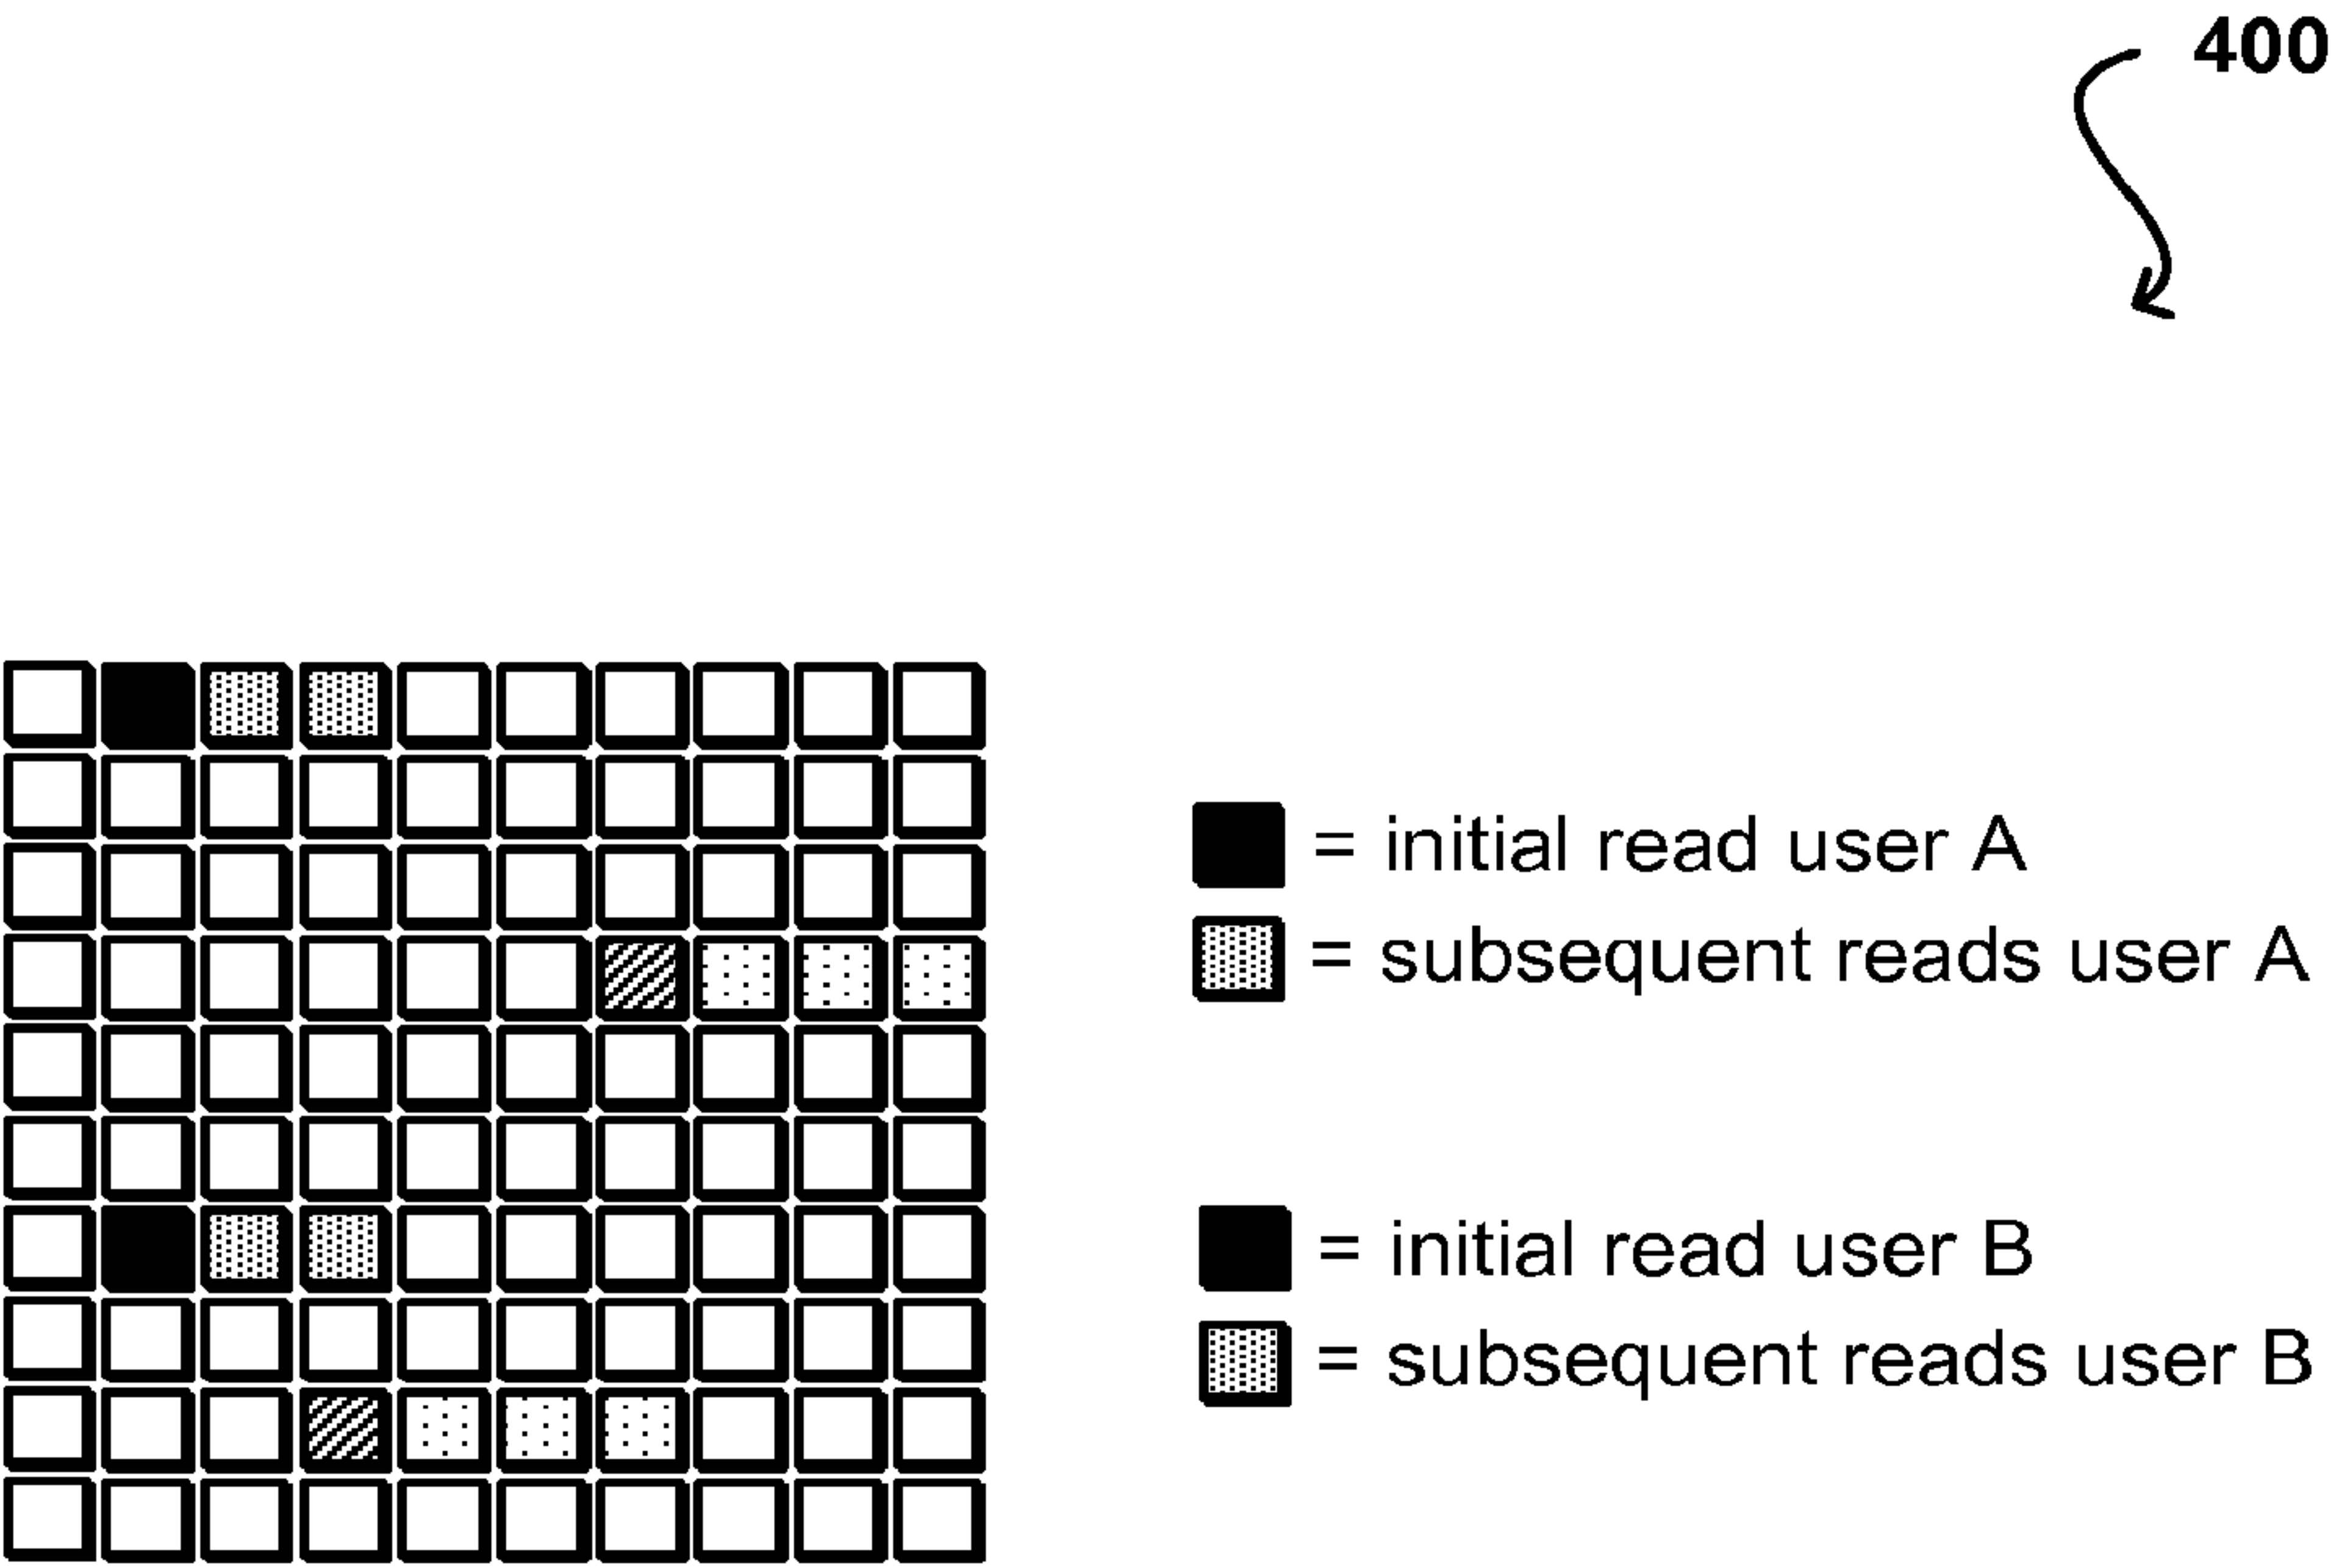 400
= initial read user A
= subsequent reads user A
= initial read user B
= subsequent reads user B